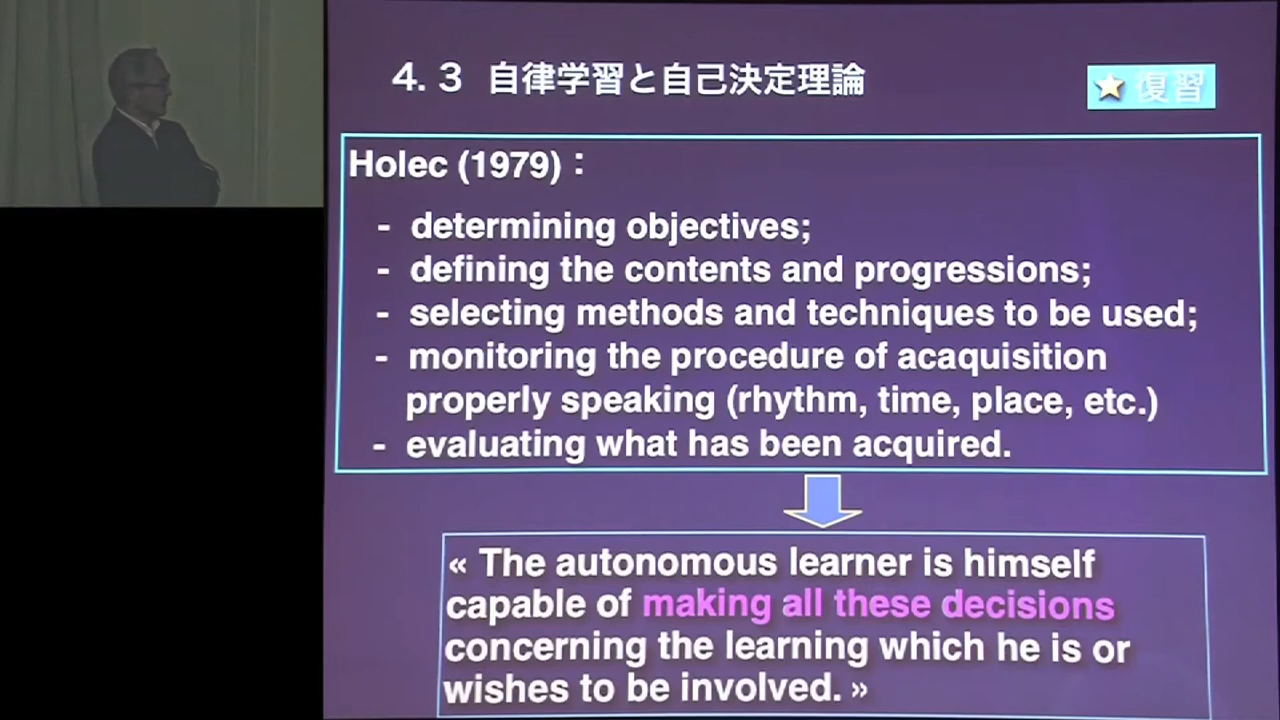 4. 3 自律学習と自己決定理論
★ 復習
Holec (1979)：
- determining objectives;
- defining the contents and progressions;
- selecting methods and techniques to be used;
- monitoring the procedure of acaquisition
properly speaking (rhythm, time, place, etc.)
- evaluating what has been acquired.
« The autonomous learner is himself
capable of making all these decisions
concerning the learning which he is or
wishes to be involved. »